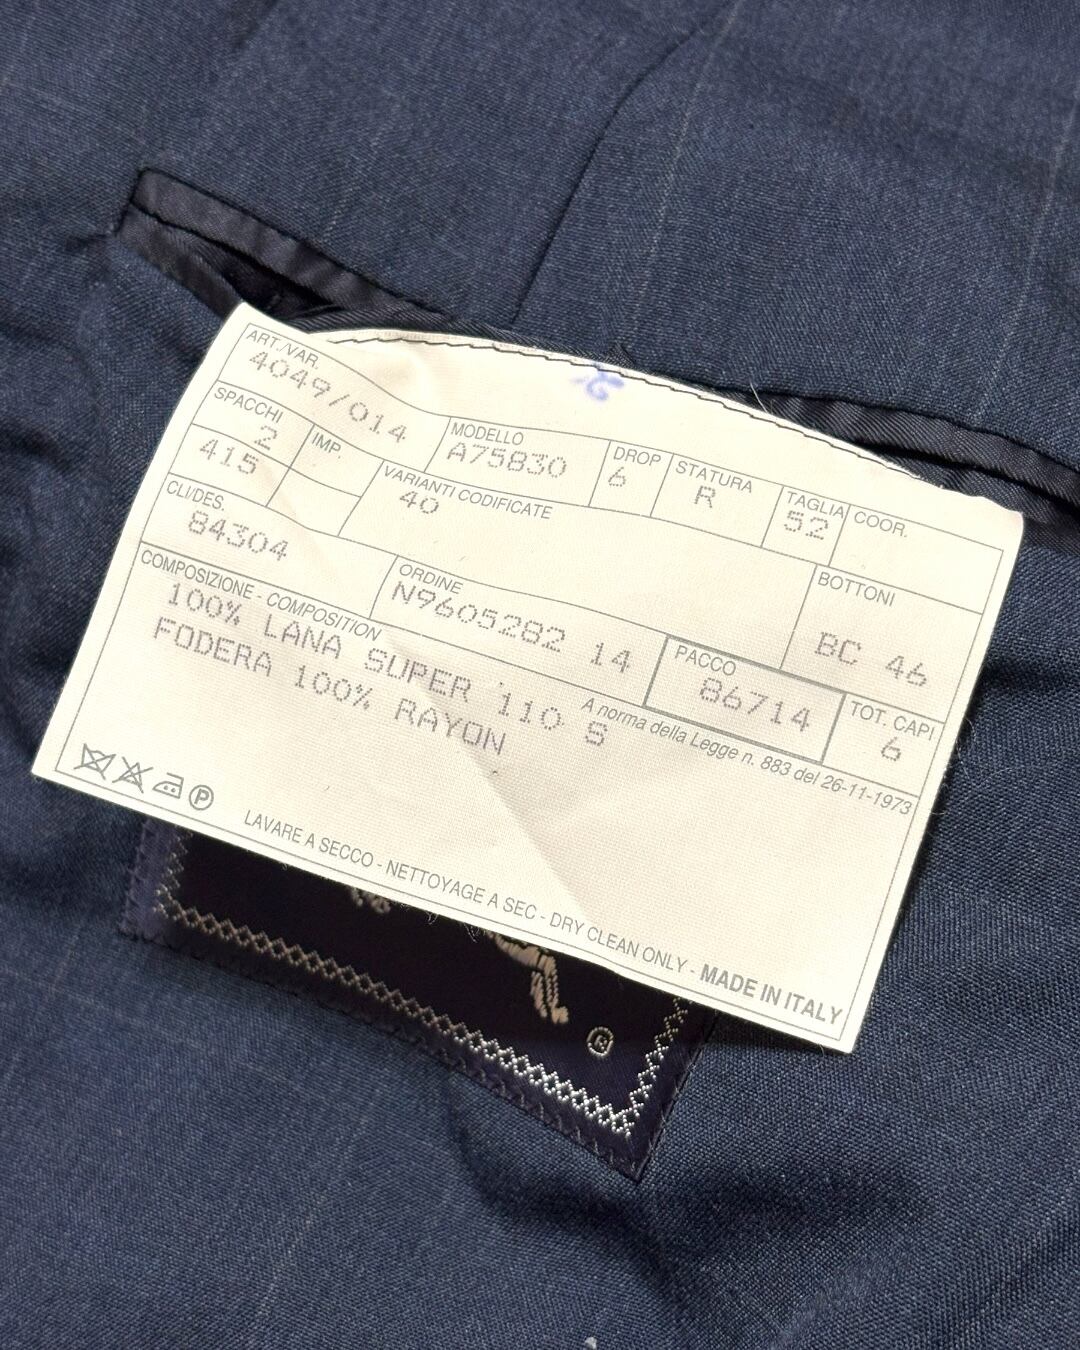 ART./VAR.
4049/014
SPACCHI
2
IMP.
415
MODELLO
A75830
DROP
6
STATURA
R
TAGLIA
52
COOR.
VARIANTI CODIFICATE
40
CLI/DES.
84304
ORDINE
N9605282 14
BOTTONI
BC 46
PACCO
86714
TOT. CAPI
6
COMPOSIZIONE - COMPOSITION
100% LANA SUPER 110 S
FODERA 100% RAYON
A norma della Legge n. 883 del 26-11-1973
P
LAVARE A SECCO - NETTOYAGE A SEC - DRY CLEAN ONLY - MADE IN ITALY
®